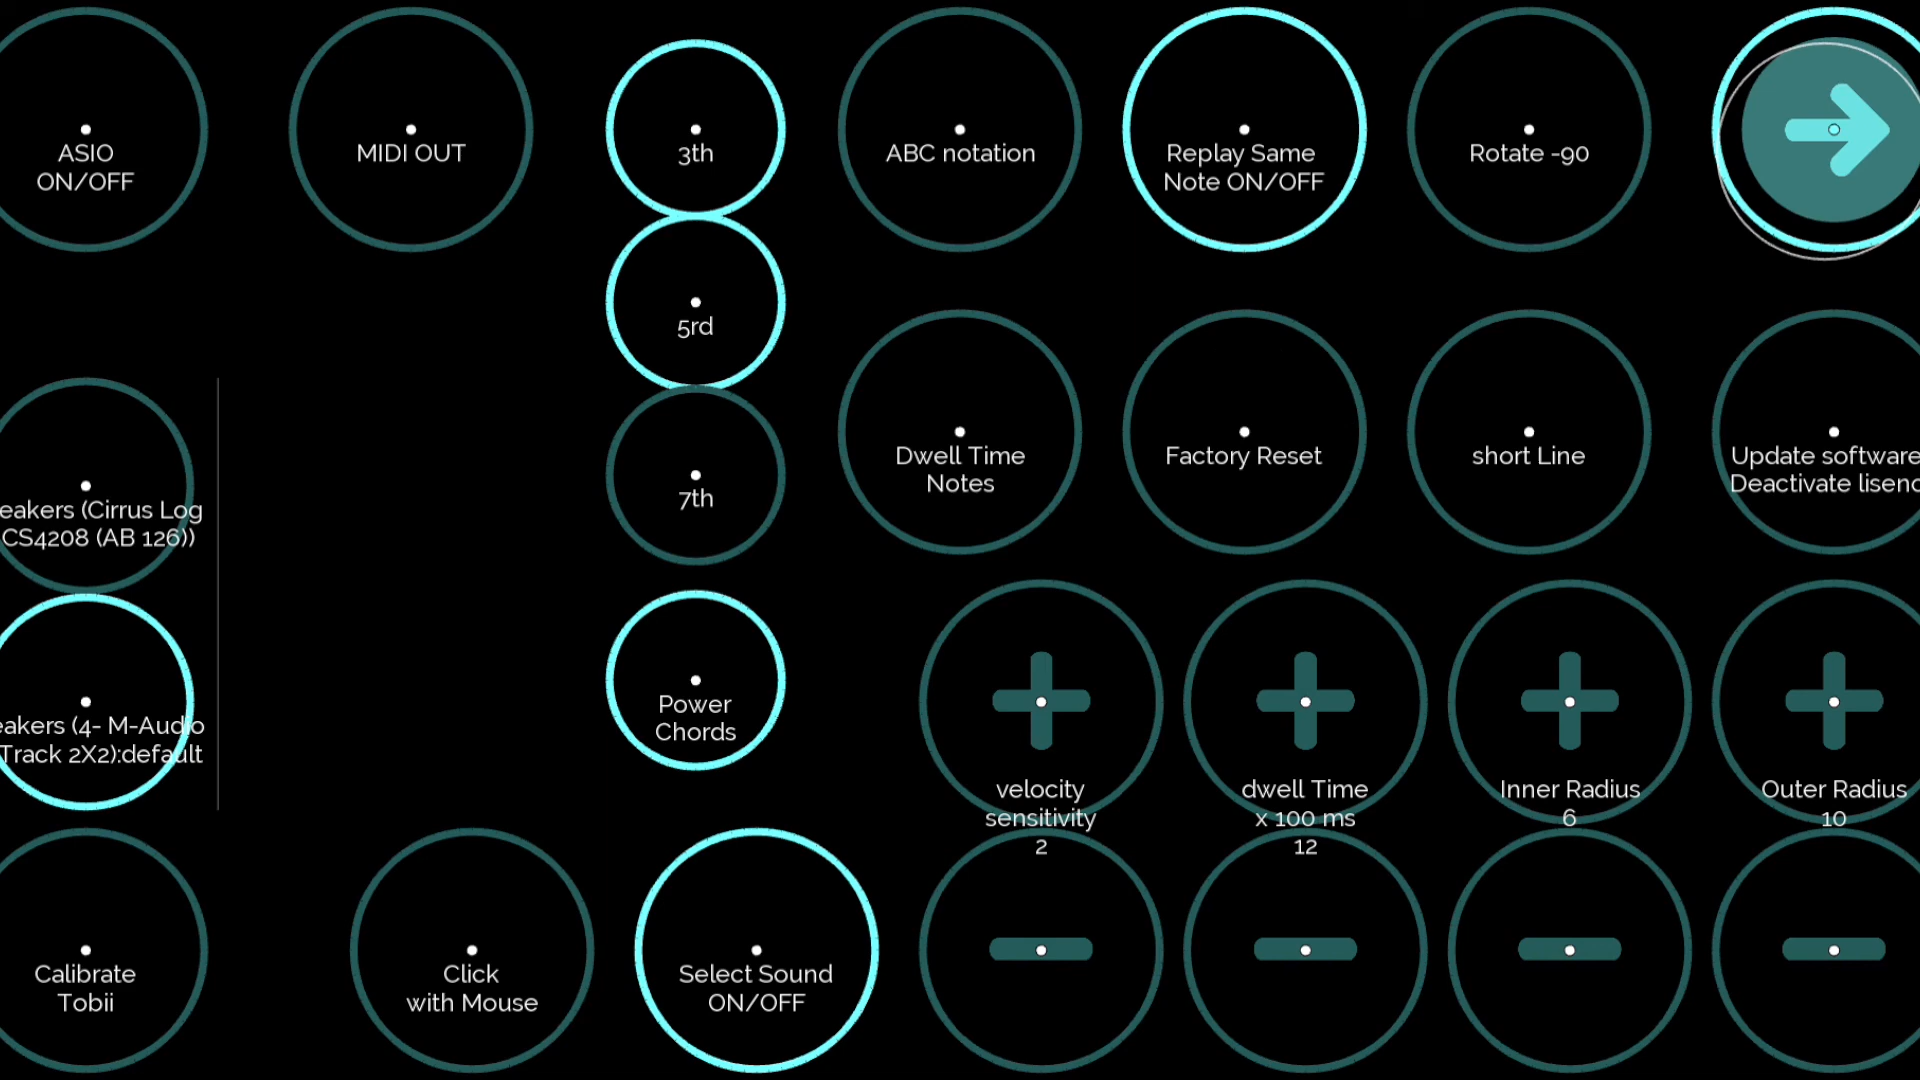 ASIO
ON/OFF
MIDI OUT
3th
ABC notation
Replay Same
Note ON/OFF
Rotate -90
5rd
7th
Dwell Time
Notes
Factory Reset
short Line
Update software
Deactivate lisenc
eakers (Cirrus Log
CS4208 (AB 126))
eakers (4- M-Audio
Track 2X2):default
Power
Chords
velocity
sensitivity
2
dwell Time
x 100 ms
12
Inner Radius
6
Outer Radius
10
Calibrate
Tobii
Click
with Mouse
Select Sound
ON/OFF